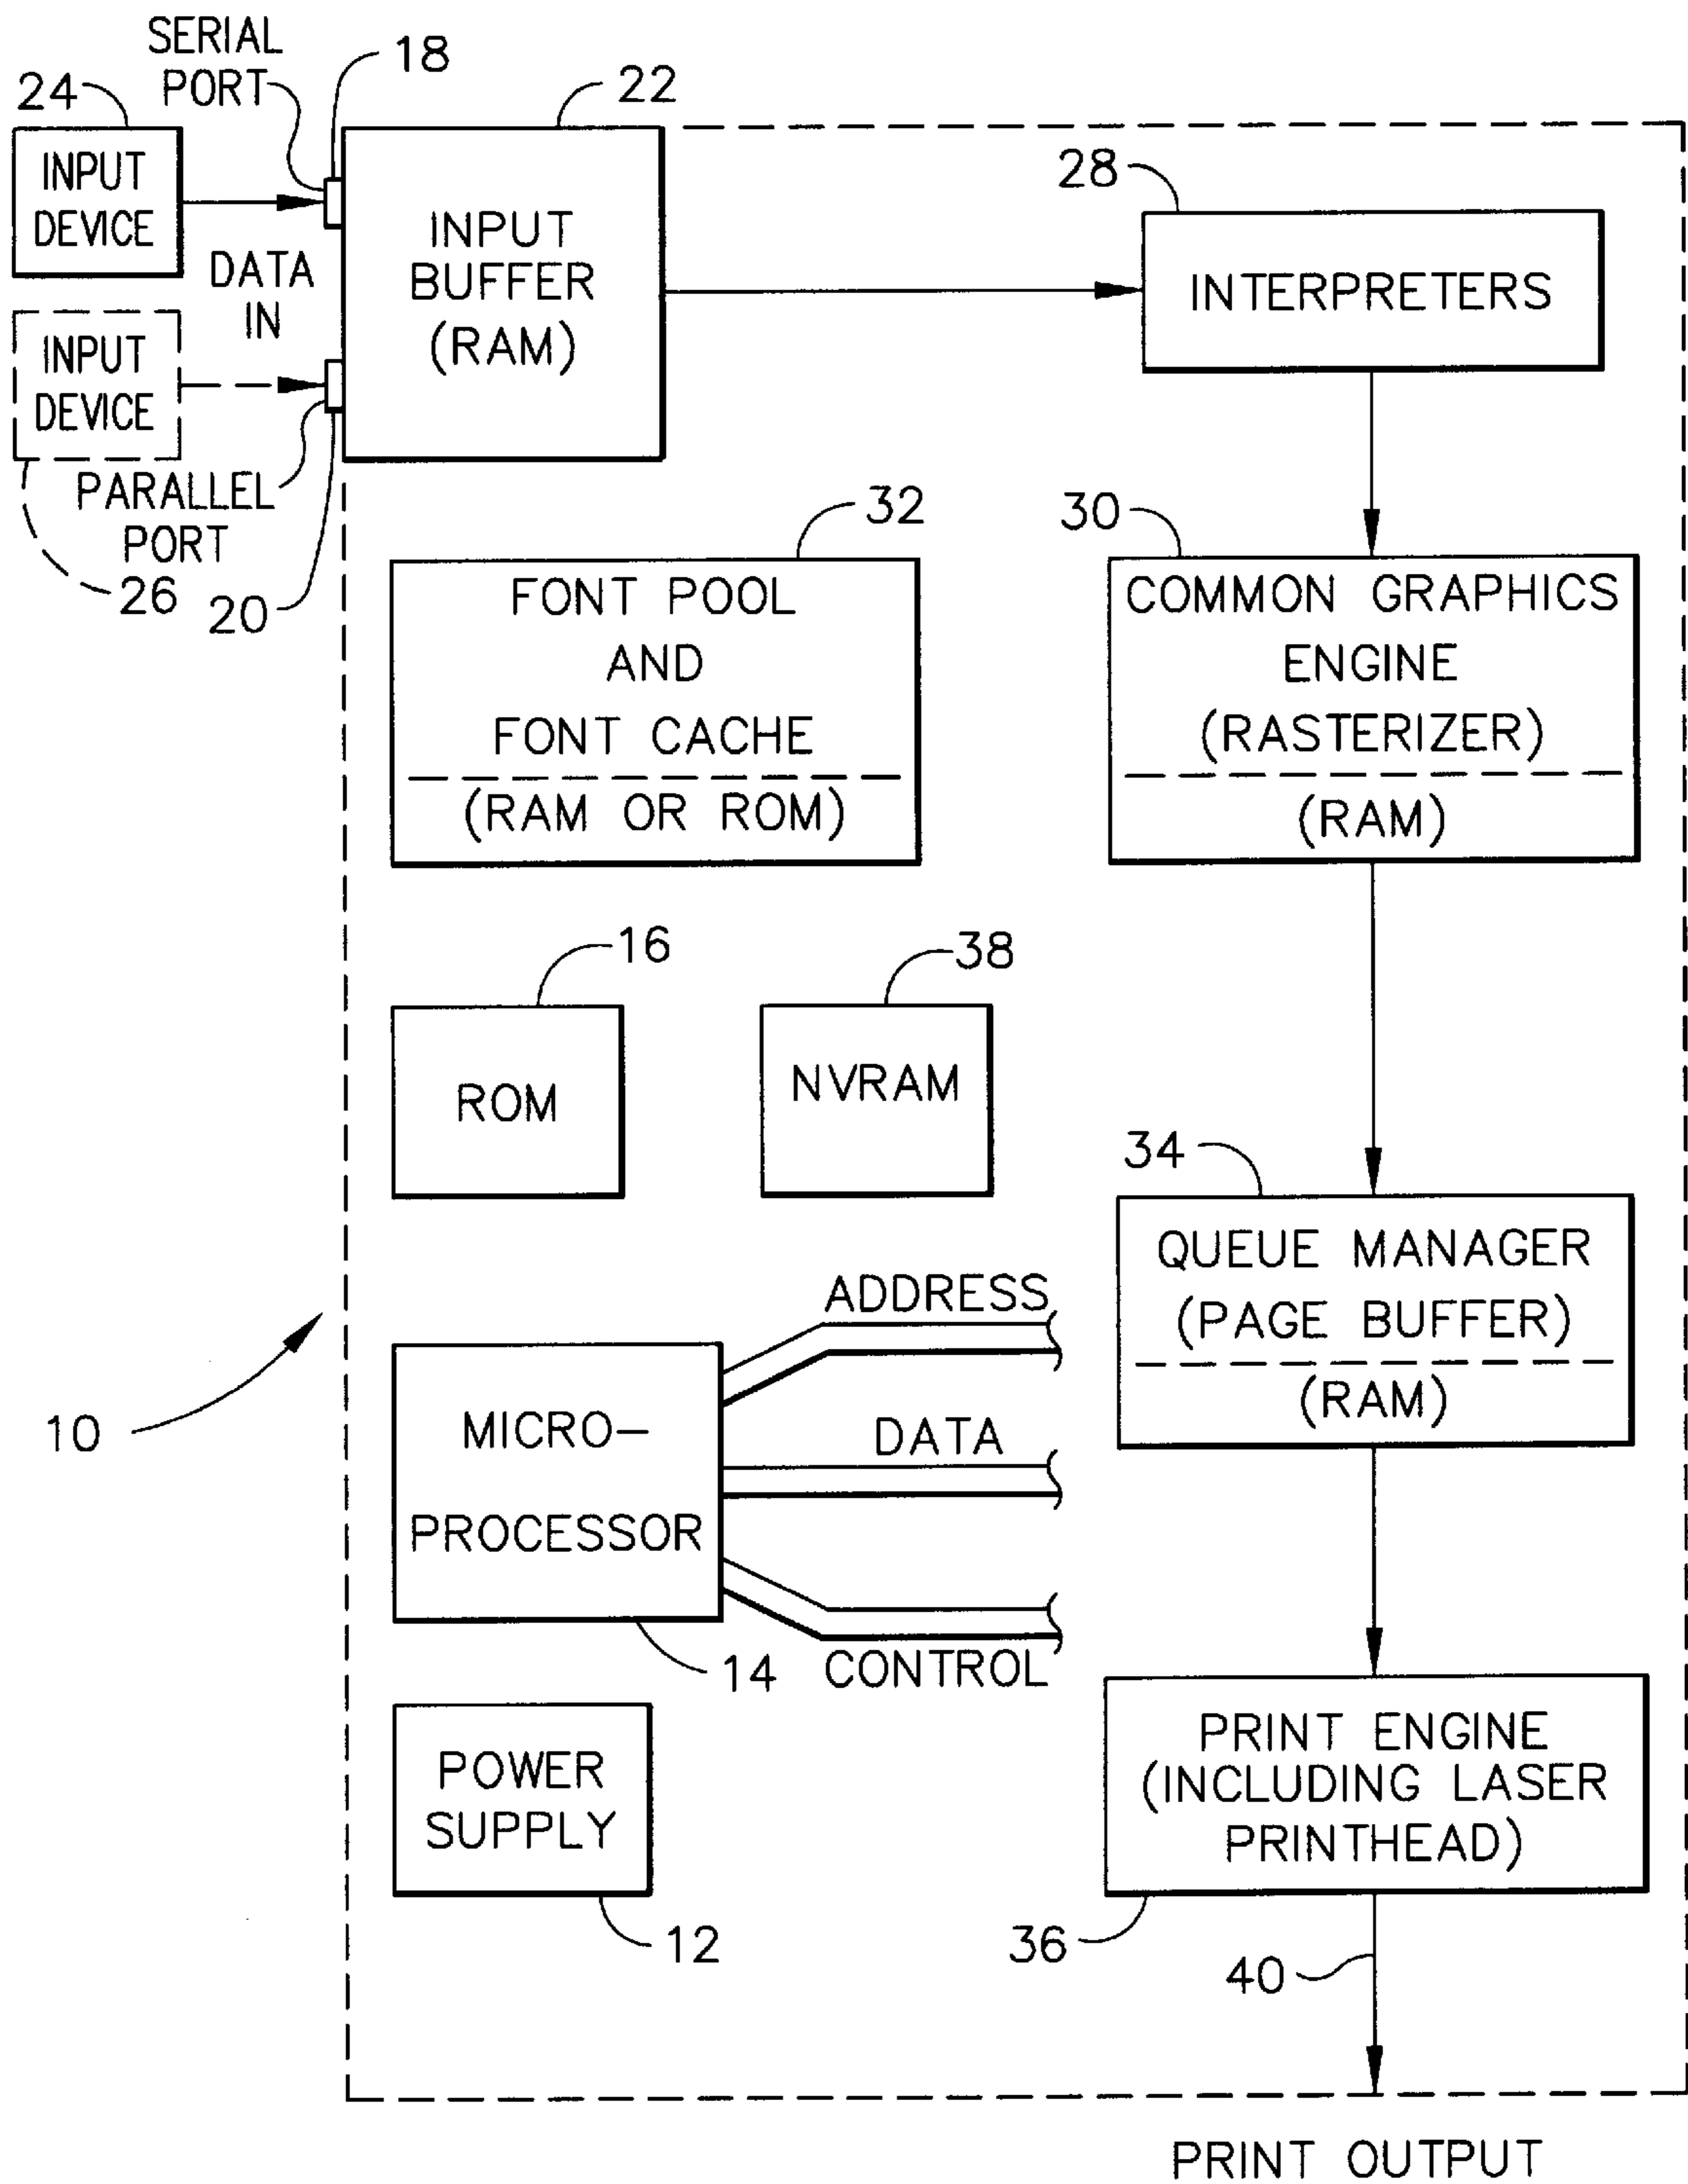 SERIAL
PORT
18
24
22
INPUT
DEVICE
DATA
IN
INPUT
BUFFER
(RAM)
28
INTERPRETERS
INPUT
DEVICE
PARALLEL
PORT
26
20
32
FONT POOL
AND
FONT CACHE
(RAM OR ROM)
30
COMMON GRAPHICS
ENGINE
(RASTERIZER)
(RAM)
16
ROM
38
NVRAM
34
QUEUE MANAGER
(PAGE BUFFER)
(RAM)
10
MICRO-
PROCESSOR
ADDRESS
DATA
CONTROL
14
POWER
SUPPLY
12
PRINT ENGINE
(INCLUDING LASER
PRINTHEAD)
36
40
PRINT OUTPUT